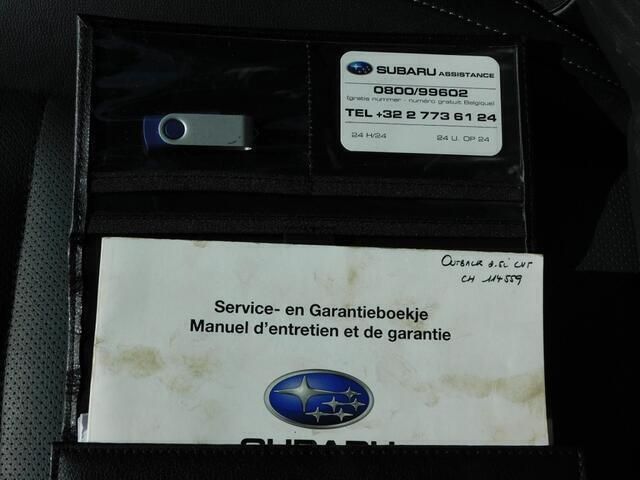 SUBARU ASSISTANCE
0800/99602
(gratis nummer - numéro gratuit Belgique)
TEL +32 2 773 61 24
24 H/24 24 U. OP 24
OUTBACK 2.5i CVT
CH 114559
Service- en Garantieboekje
Manuel d'entretien et de garantie
SUBARU